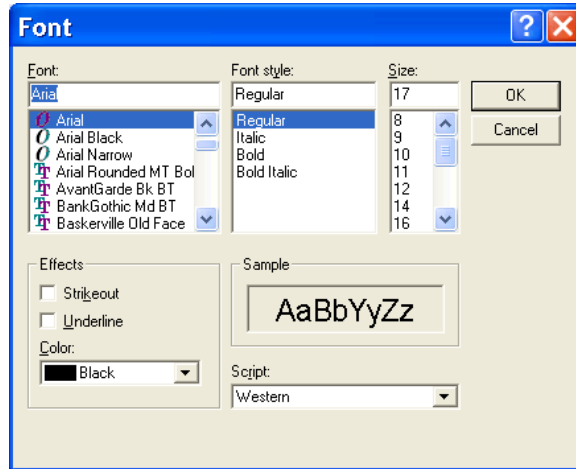 Font
Font: Font style: Size:
Arial Regular 17 OK
Arial Regular 8 Cancel
Arial Black Italic 9
Arial Narrow Bold 10
Arial Rounded MT Bol Bold Italic 11
AvantGarde Bk BT 12
BankGothic Md BT 14
Baskerville Old Face 16
Effects Sample
Strikeout AaBbYyZz
Underline
Color:
Black Script:
Western